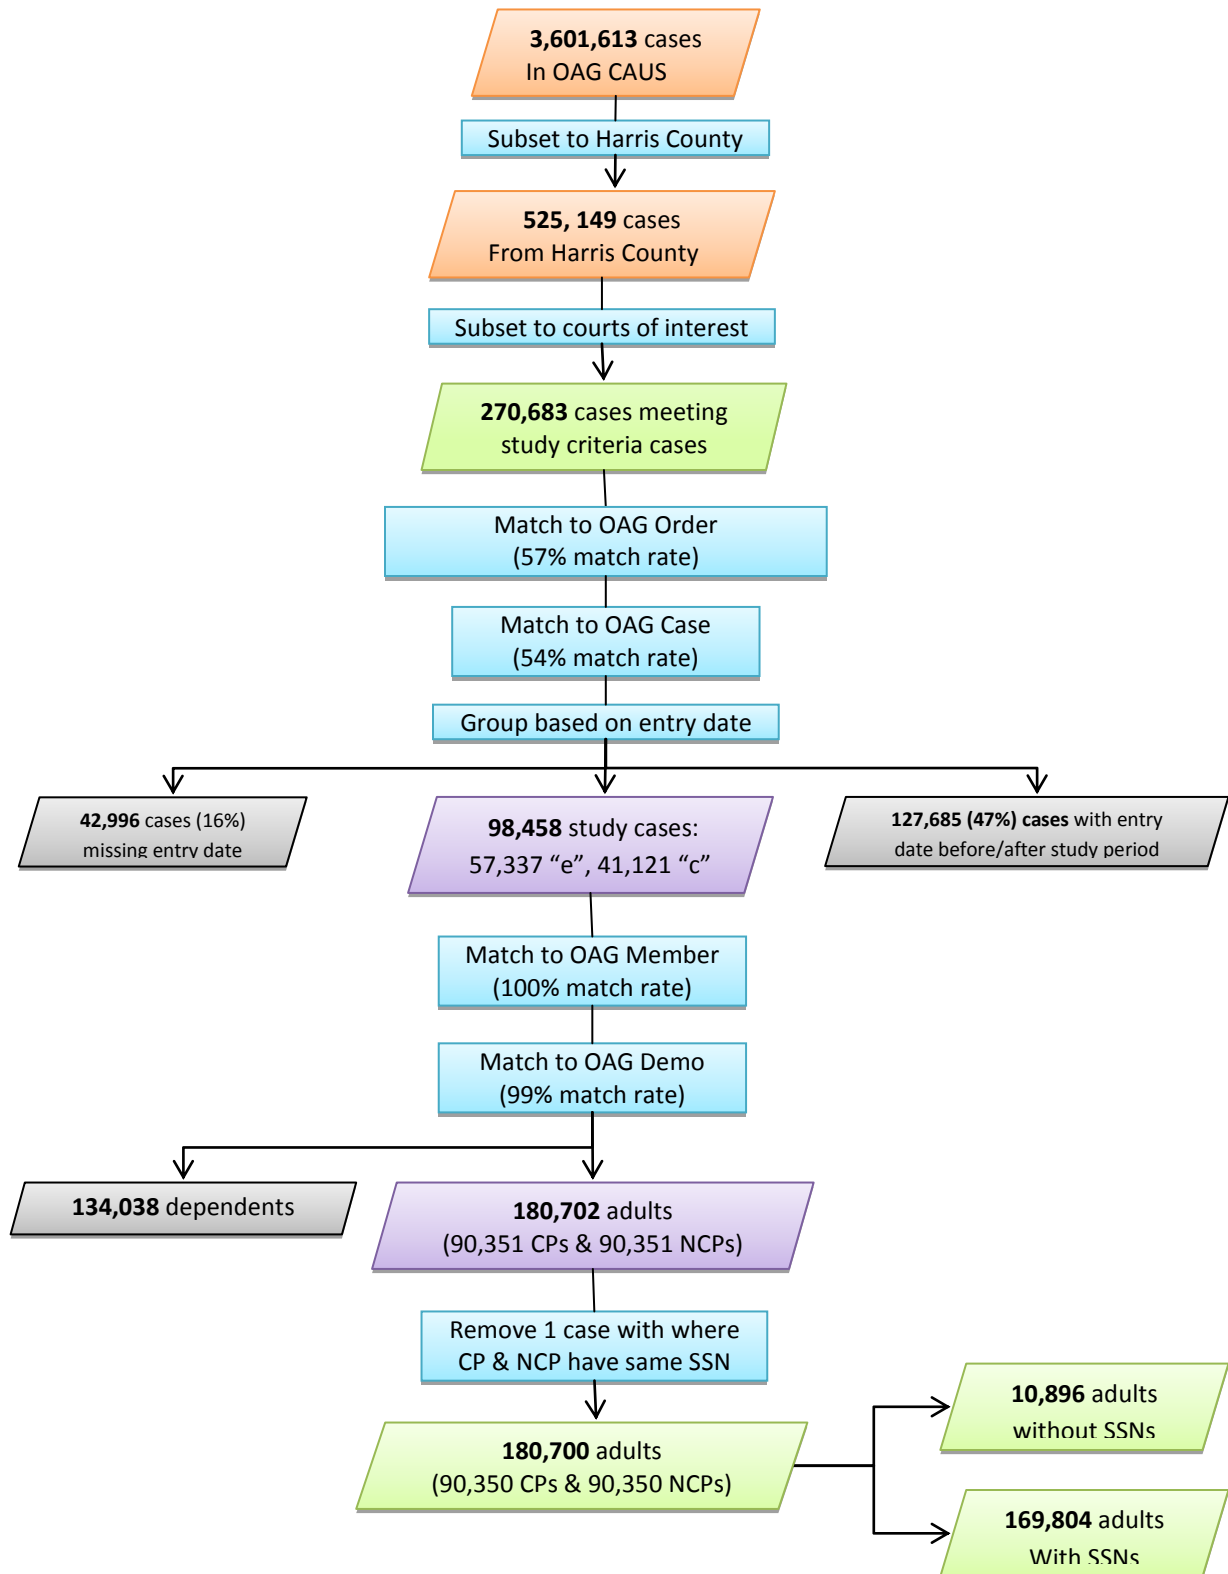 3,601,613 cases
In OAG CAUS
Subset to Harris County
525, 149 cases
From Harris County
Subset to courts of interest
270,683 cases meeting
study criteria cases
Match to OAG Order
(57% match rate)
Match to OAG Case
(54% match rate)
Group based on entry date
42,996 cases (16%)
missing entry date
98,458 study cases:
57,337 “e”, 41,121 “c”
127,685 (47%) cases with entry
date before/after study period
Match to OAG Member
(100% match rate)
Match to OAG Demo
(99% match rate)
134,038 dependents
180,702 adults
(90,351 CPs & 90,351 NCPs)
Remove 1 case with where
CP & NCP have same SSN
180,700 adults
(90,350 CPs & 90,350 NCPs)
10,896 adults
without SSNs
169,804 adults
With SSNs